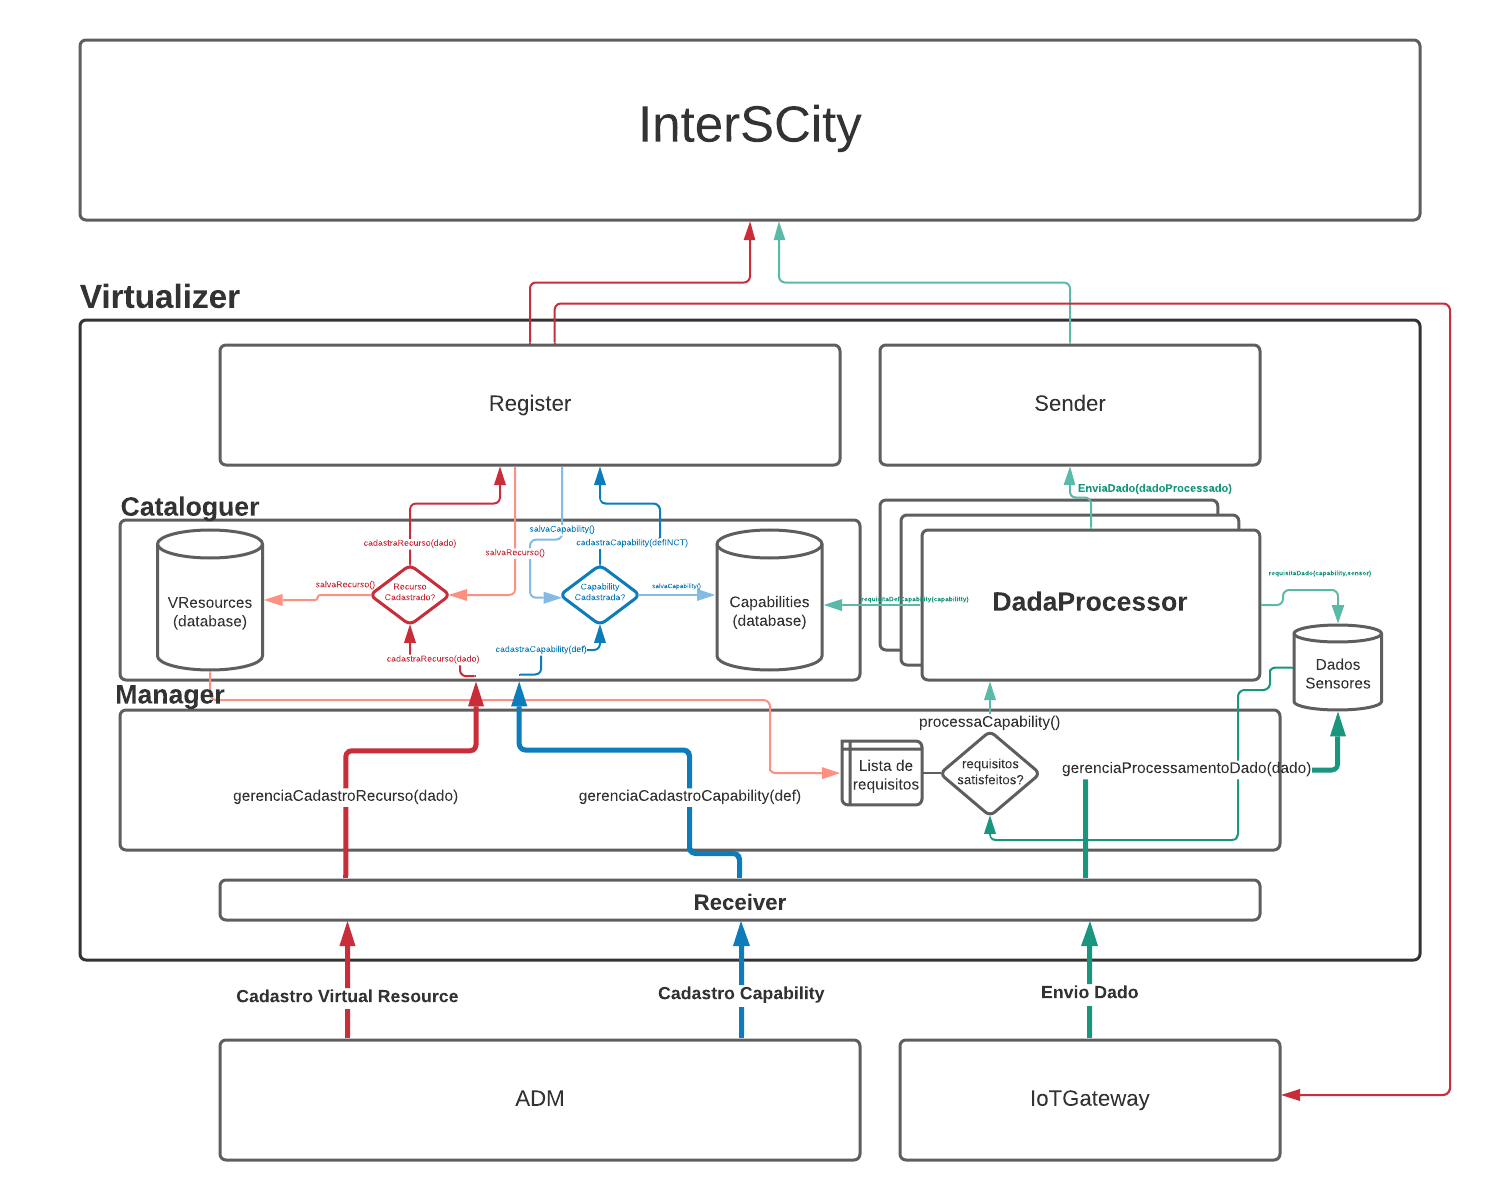 InterSCity
Virtualizer
Register
Sender
EnviaDado(dadoProcessado)
Cataloguer
salvaCapability()
cadastraRecurso(dado)
cadastraCapability(defINCT)
salvaRecurso()
VResources
(database)
salvaRecurso()
Recurso
Cadastrado?
Capability
Cadastrada?
salvaCapability()
Capabilities
(database)
requisitaDefCapability(capabilitty)
DadaProcessor
requisitaDado(capability,sensor)
cadastraCapability(def)
cadastraRecurso(dado)
Dados
Sensores
Manager
processaCapability()
Lista de
requisitos
requisitos
satisfeitos?
gerenciaProcessamentoDado(dado)
gerenciaCadastroRecurso(dado)
gerenciaCadastroCapability(def)
Receiver
Cadastro Virtual Resource
Cadastro Capability
Envio Dado
ADM
IoTGateway